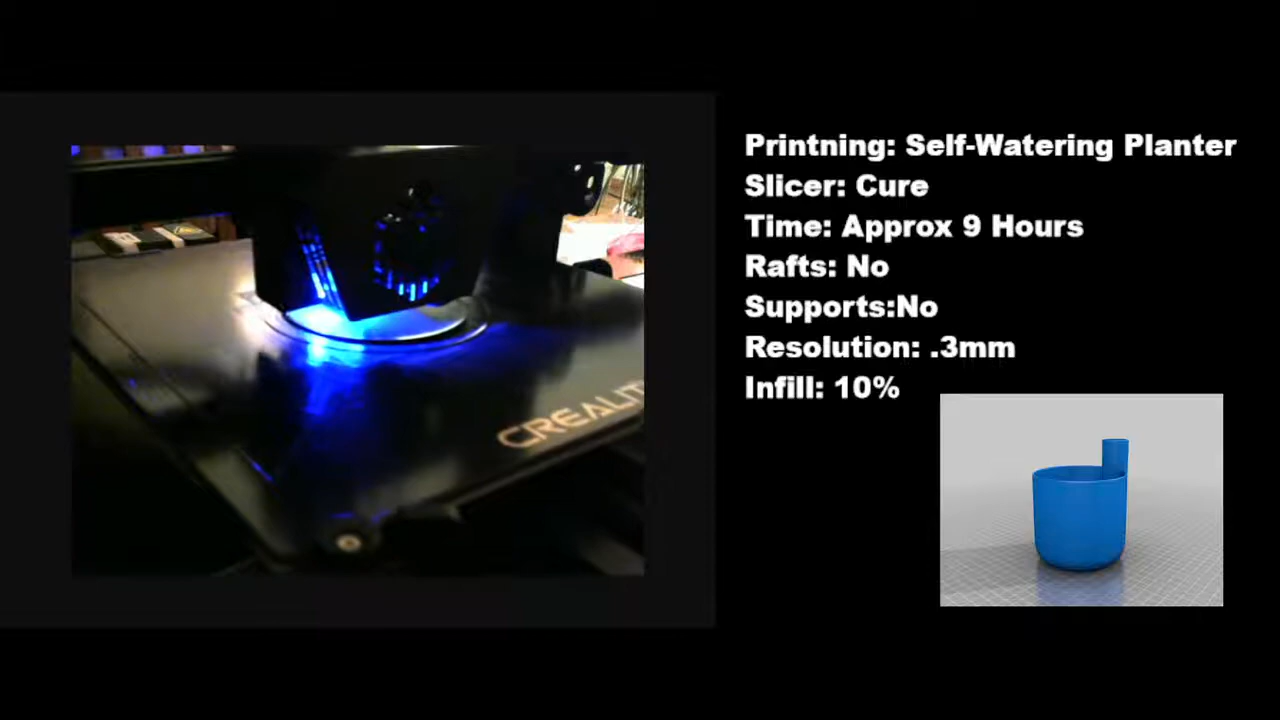 Printning: Self-Watering Planter
Slicer: Cure
Time: Approx 9 Hours
Rafts: No
Supports:No
Resolution: .3mm
Infill: 10%
CREALIT